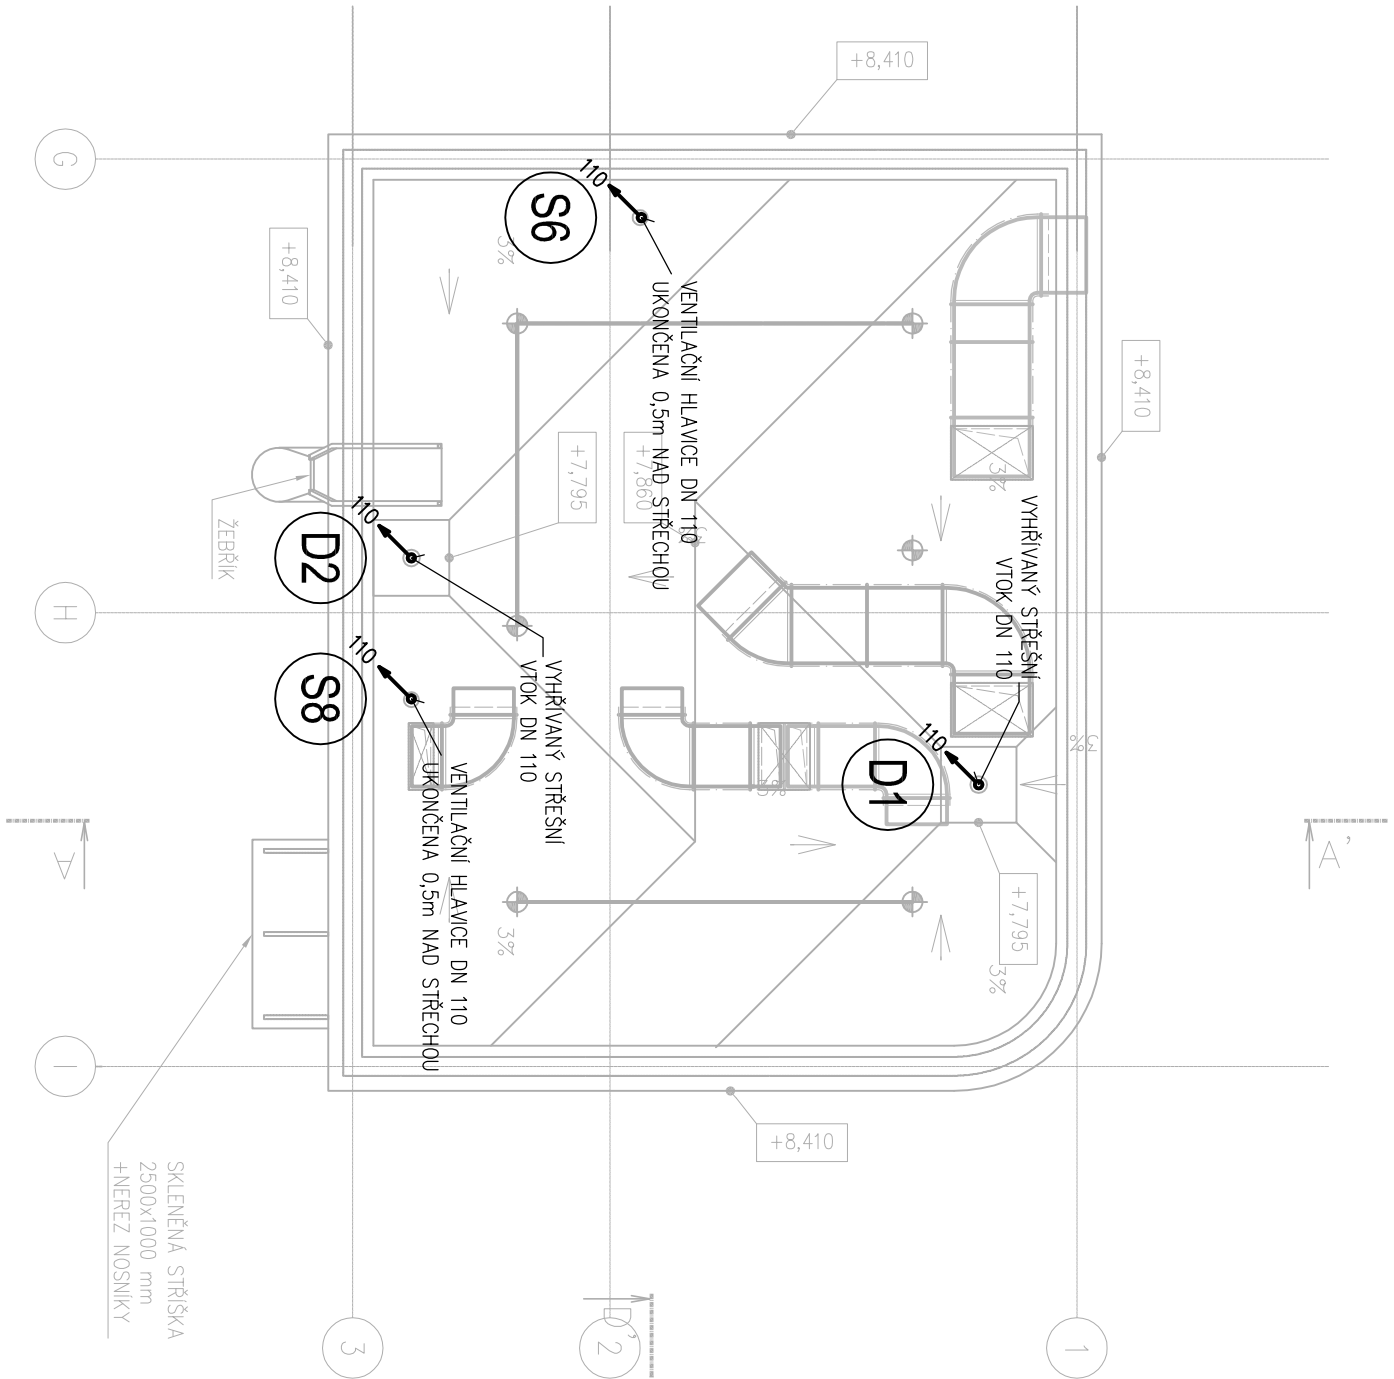 +8,410
G
110
S6
3%
+8,410
VENTILAČNÍ HLAVICE DN 110
UKONČENA 0,5m NAD STŘECHOU
+8,410
+7,795
+7,860
3%
3%
VYHŘÍVANÝ STŘEŠNÍ
VTOK DN 110
110
D2
ŽEBŘÍK
H
110
S8
VYHŘÍVANÝ STŘEŠNÍ
VTOK DN 110
110
D1
3%
3%
VENTILAČNÍ HLAVICE DN 110
UKONČENA 0,5m NAD STŘECHOU
A
A'
+7,795
3%
3%
I
+8,410
SKLENĚNÁ STŘÍŠKA
2500x1000 mm
+NEREZ NOSNÍKY
D'
3
2
1